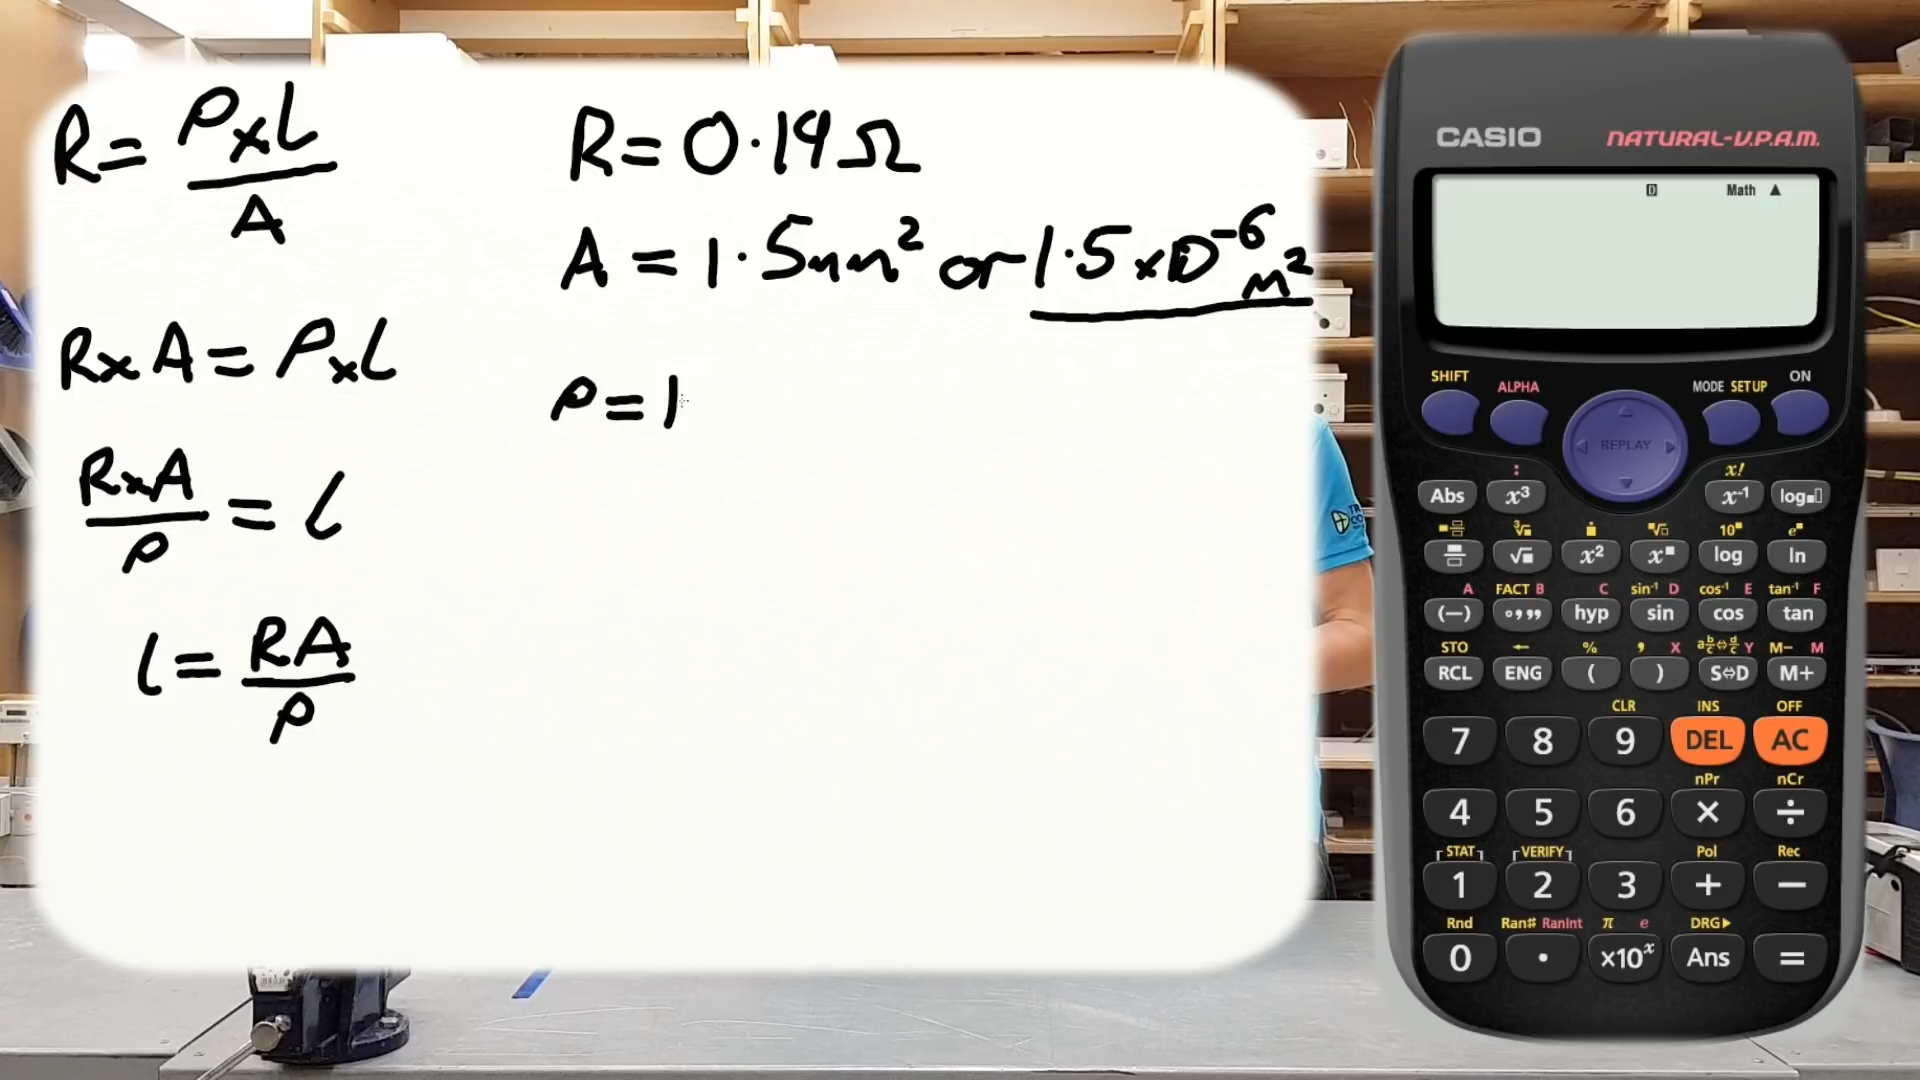 R = ρ × l / A
R × A = ρ × l
R × A / ρ = l
l = RA / ρ
R = 0.19 Ω
A = 1.5mm² or 1.5 × 10⁻⁶ m²
ρ = 1
CASIO NATURAL-V.P.A.M.
D Math ▲
SHIFT ALPHA MODE SETUP ON
REPLAY
: x!
Abs x³ x⁻¹ log
³√ 10 e
√ x² x log ln
A FACT B C sin⁻¹ D cos⁻¹ E tan⁻¹ F
(−) °,,, hyp sin cos tan
STO ← % , X a b/c⇔d/c Y M− M
RCL ENG ( ) S⇔D M+
CLR INS OFF
7 8 9 DEL AC
nPr nCr
4 5 6 × ÷
STAT VERIFY Pol Rec
1 2 3 + −
Rnd Ran# RanInt π e DRG▶
0 . ×10ˣ Ans =